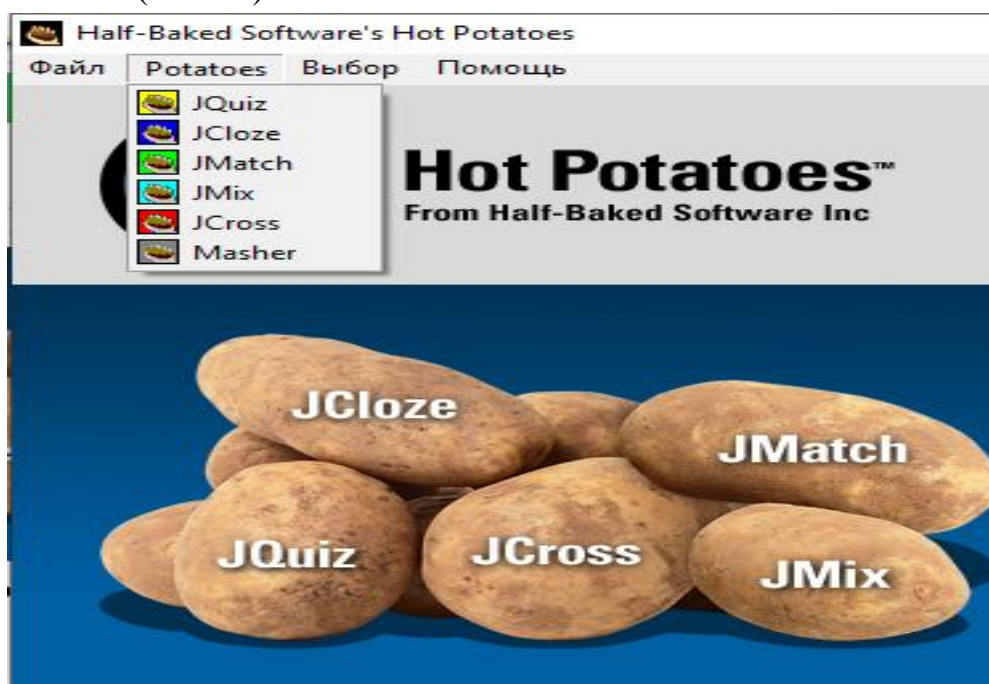 Half-Baked Software's Hot Potatoes
Файл Potatoes Выбор Помощь
JQuiz
JCloze
JMatch
JMix
JCross
Masher
Hot Potatoes™
From Half-Baked Software Inc
JCloze
JMatch
JQuiz
JCross
JMix